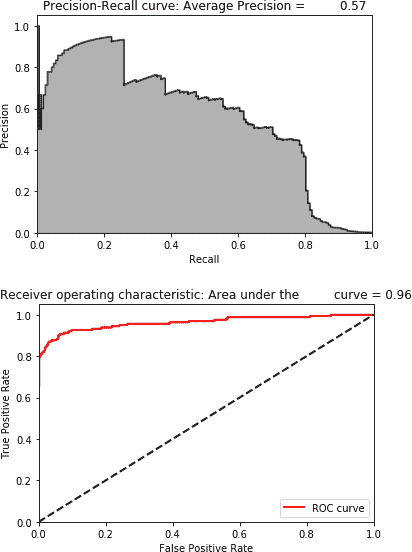 Precision-Recall curve: Average Precision = 0.57
1.0
0.8
0.6
0.4
0.2
0.0
Precision
0.0 0.2 0.4 0.6 0.8 1.0
Recall
Receiver operating characteristic: Area under the curve = 0.96
1.0
0.8
0.6
0.4
0.2
0.0
True Positive Rate
ROC curve
0.0 0.2 0.4 0.6 0.8 1.0
False Positive Rate